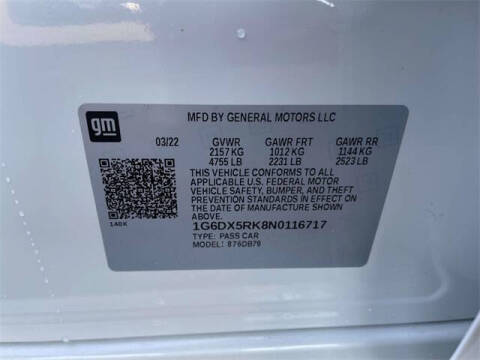 gm
MFD BY GENERAL MOTORS LLC
03/22 GVWR GAWR FRT GAWR RR
2157 KG 1012 KG 1144 KG
4755 LB 2231 LB 2523 LB
THIS VEHICLE CONFORMS TO ALL
APPLICABLE U.S. FEDERAL MOTOR
VEHICLE SAFETY, BUMPER, AND THEFT
PREVENTION STANDARDS IN EFFECT ON
THE DATE OF MANUFACTURE SHOWN ABOVE.
1G6DX5RK8N0116717
TYPE: PASS CAR
MODEL: 876DB79